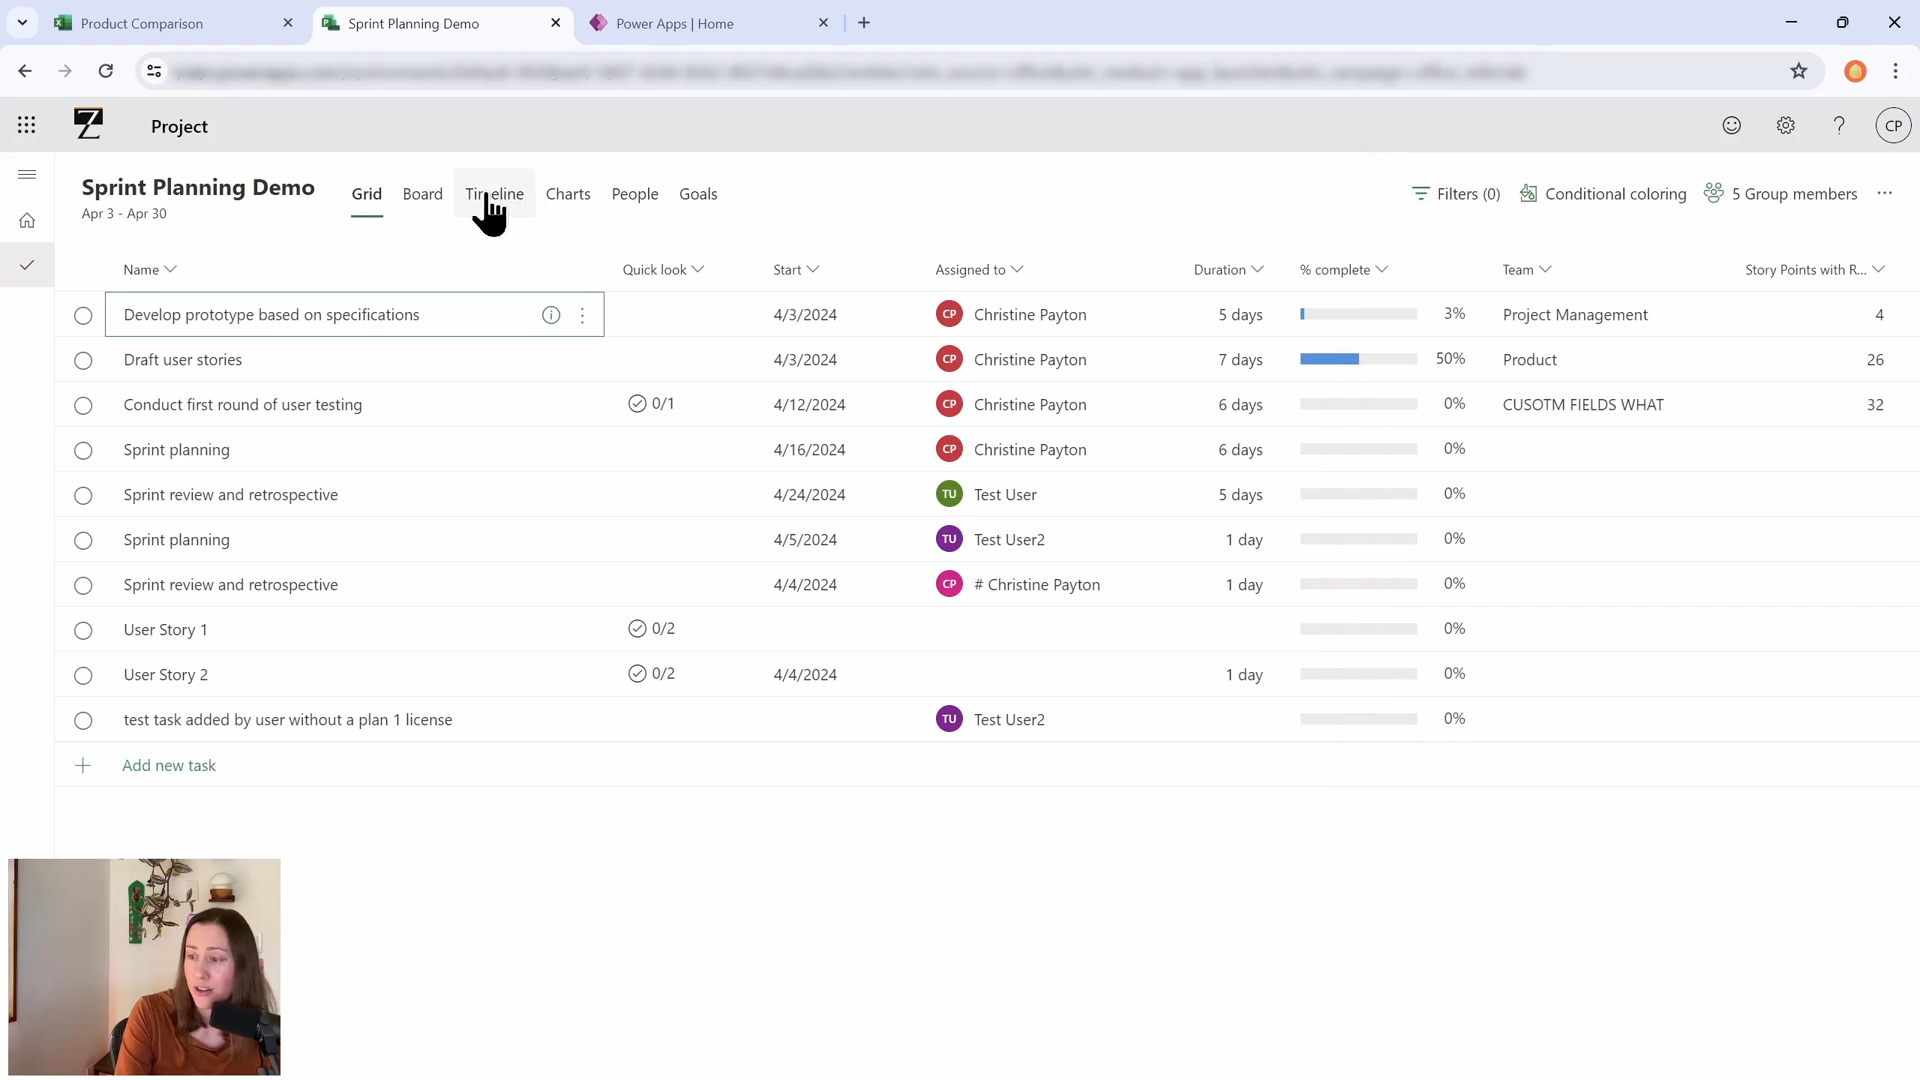 Product Comparison
Sprint Planning Demo
Power Apps | Home
Z
Project
CP
Sprint Planning Demo
Apr 3 - Apr 30
Grid
Board
Timeline
Charts
People
Goals
Filters (0)
Conditional coloring
5 Group members
Name
Quick look
Start
Assigned to
Duration
% complete
Team
Story Points with R...
Develop prototype based on specifications 4/3/2024 CP Christine Payton 5 days 3% Project Management 4
Draft user stories 4/3/2024 CP Christine Payton 7 days 50% Product 26
Conduct first round of user testing 0/1 4/12/2024 CP Christine Payton 6 days 0% CUSOTM FIELDS WHAT 32
Sprint planning 4/16/2024 CP Christine Payton 6 days 0%
Sprint review and retrospective 4/24/2024 TU Test User 5 days 0%
Sprint planning 4/5/2024 TU Test User2 1 day 0%
Sprint review and retrospective 4/4/2024 CP # Christine Payton 1 day 0%
User Story 1 0/2 0%
User Story 2 0/2 4/4/2024 1 day 0%
test task added by user without a plan 1 license TU Test User2 0%
Add new task